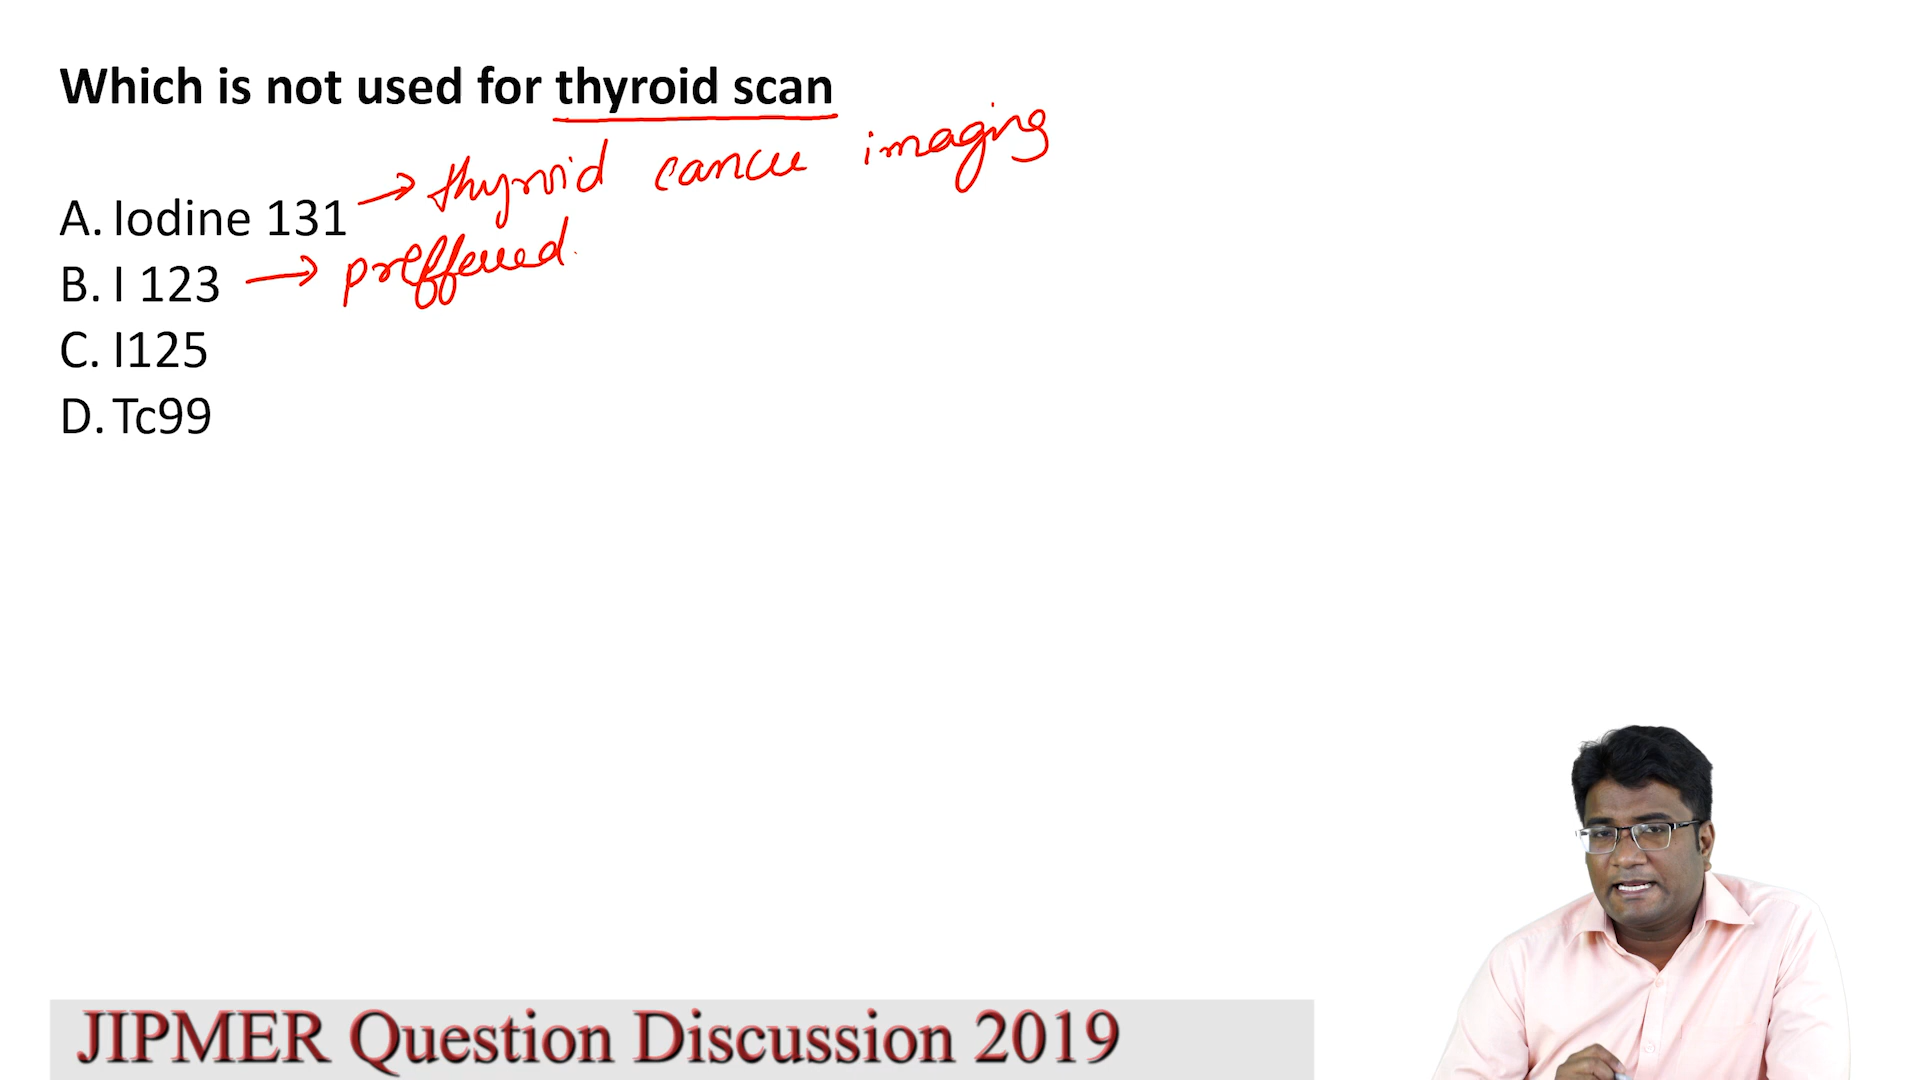 Which is not used for thyroid scan
A. Iodine 131 → thyroid cancer imaging
B. I 123 → preffered.
C. I125
D. Tc99
JIPMER Question Discussion 2019